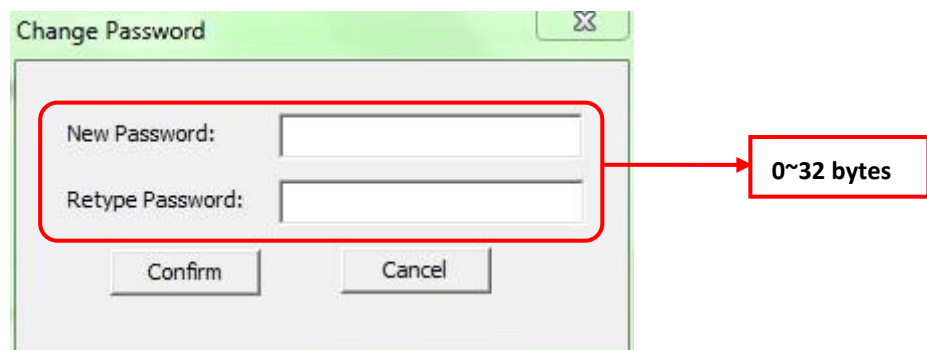 Change Password
New Password:
0~32 bytes
Retype Password:
Confirm Cancel